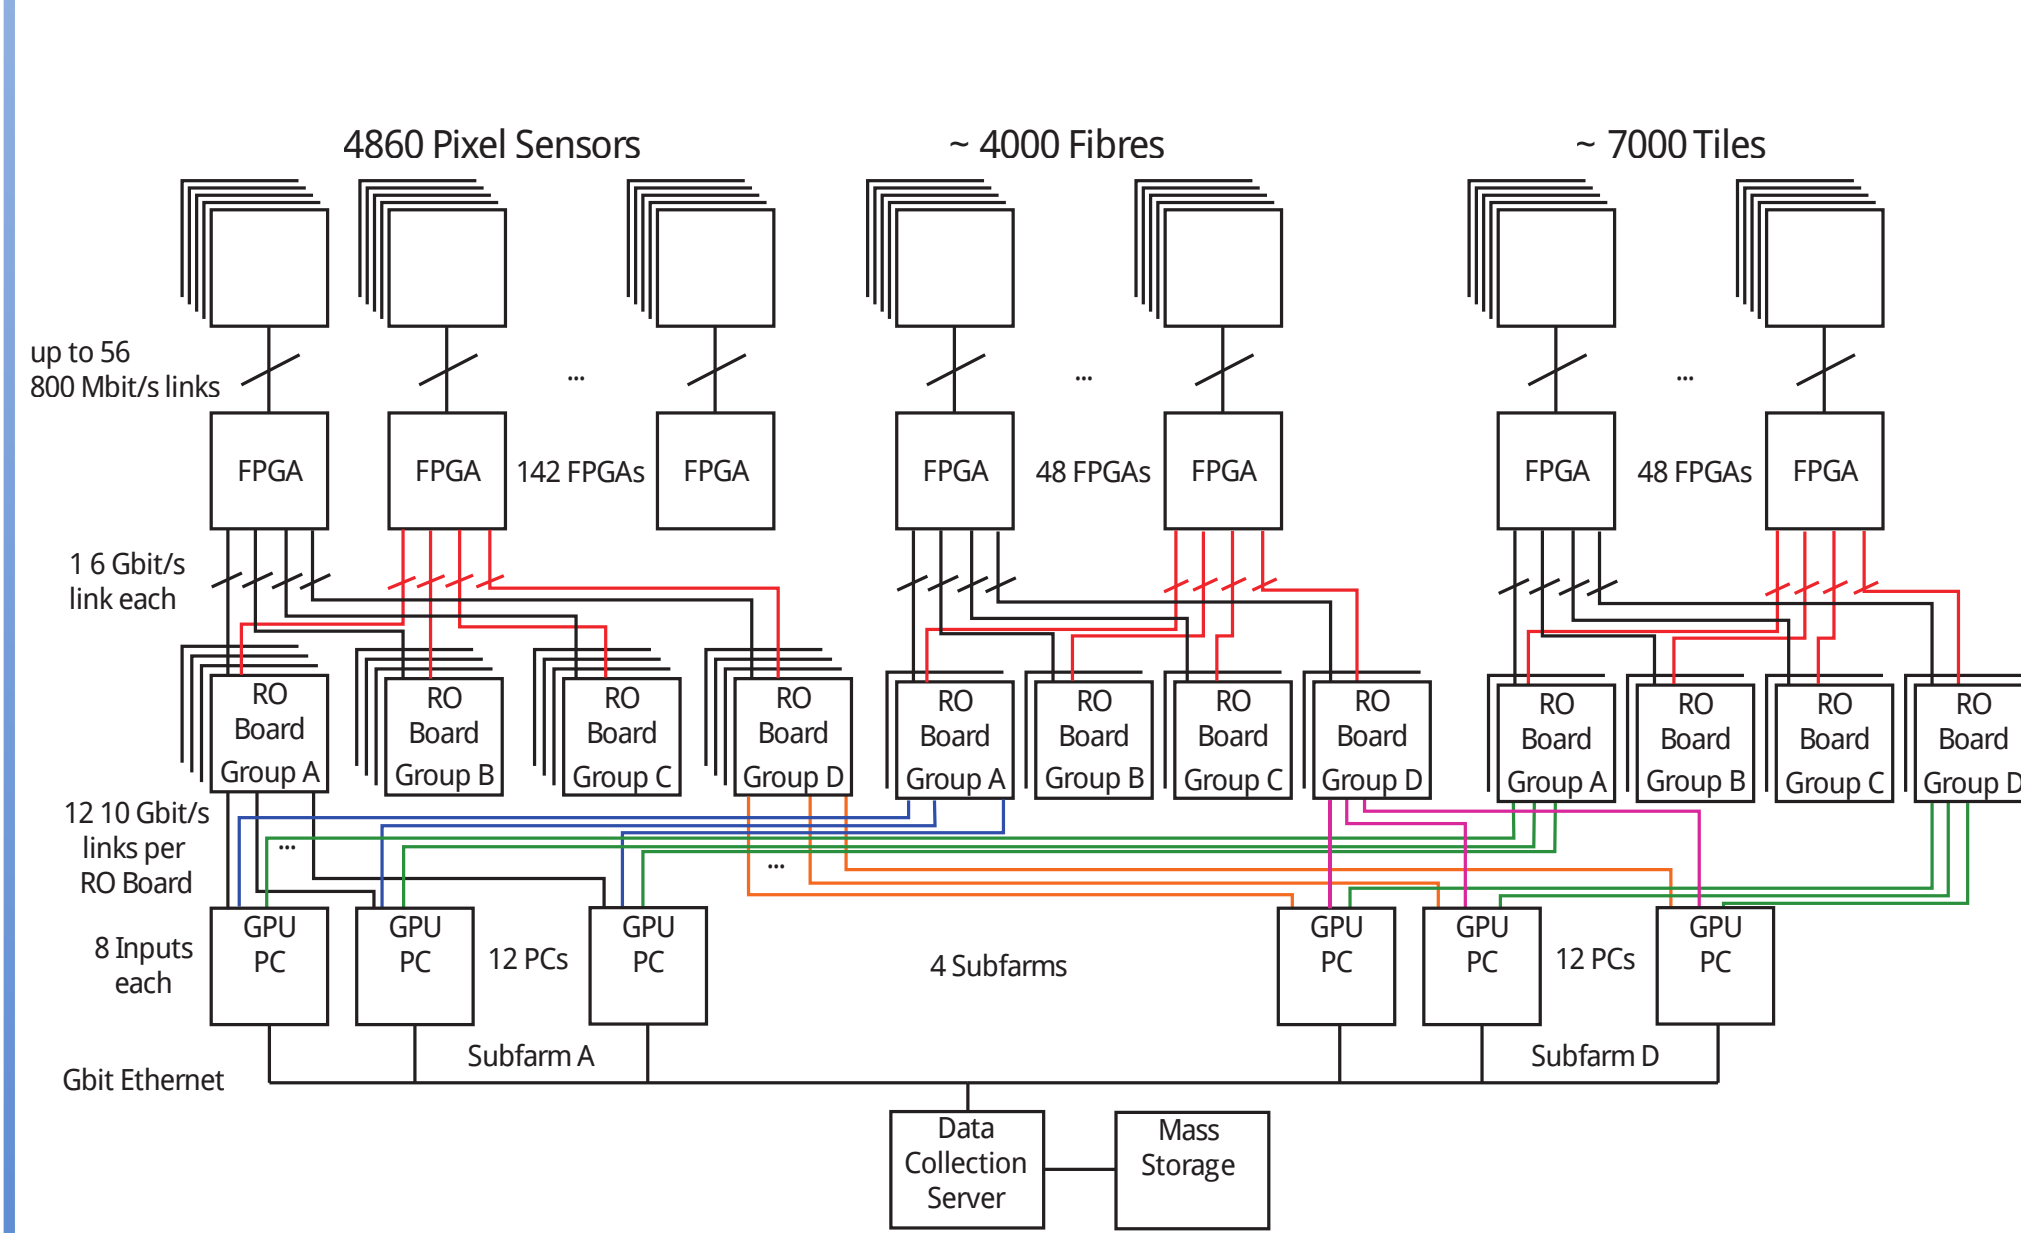 4860 Pixel Sensors
~ 4000 Fibres
~ 7000 Tiles
up to 56
800 Mbit/s links
...
...
...
FPGA
FPGA
142 FPGAs
FPGA
FPGA
48 FPGAs
FPGA
FPGA
48 FPGAs
FPGA
1 6 Gbit/s
link each
RO
Board
Group A
RO
Board
Group B
RO
Board
Group C
RO
Board
Group D
RO
Board
Group A
RO
Board
Group B
RO
Board
Group C
RO
Board
Group D
RO
Board
Group A
RO
Board
Group B
RO
Board
Group C
RO
Board
Group D
12 10 Gbit/s
links per
RO Board
...
...
8 Inputs
each
GPU
PC
GPU
PC
12 PCs
GPU
PC
4 Subfarms
GPU
PC
GPU
PC
12 PCs
GPU
PC
Subfarm A
Subfarm D
Gbit Ethernet
Data
Collection
Server
Mass
Storage